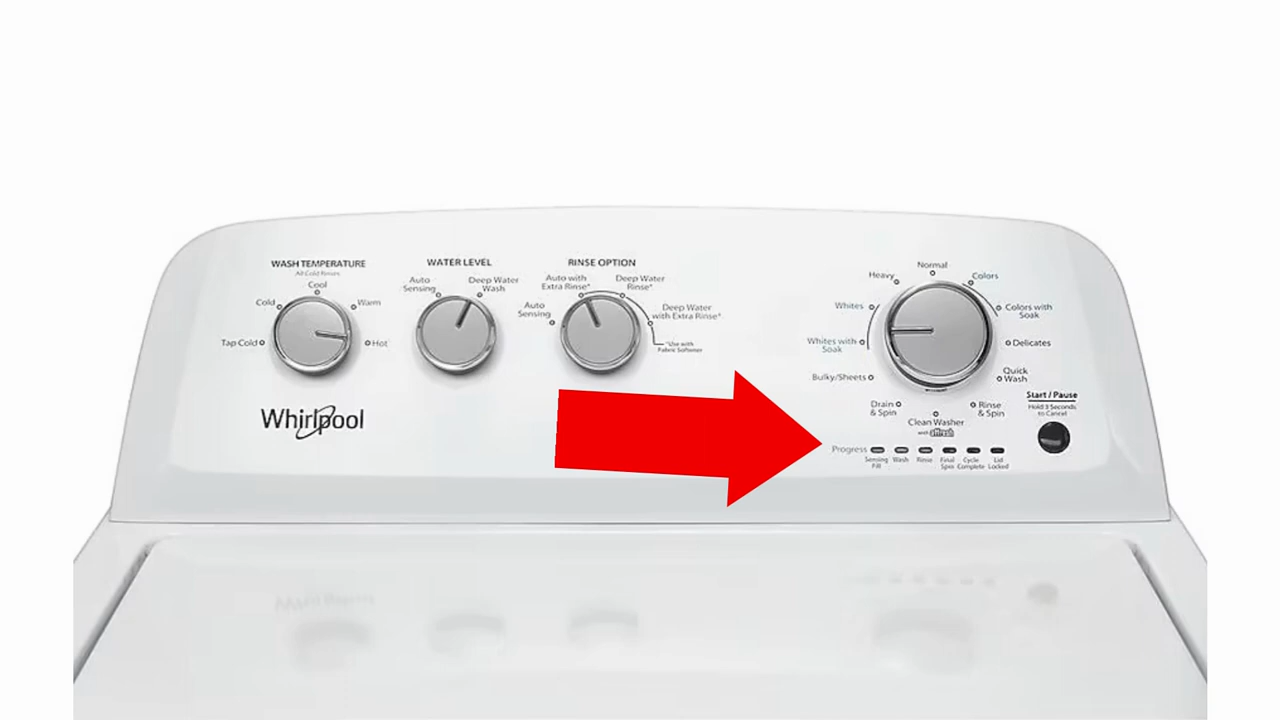 WASH TEMPERATURE
All Cold Rinses
Cool
Cold
Warm
Tap Cold
Hot
WATER LEVEL
Auto
Sensing
Deep Water
Wash
RINSE OPTION
Auto with
Extra Rinse*
Deep Water
Rinse*
Auto
Sensing
Deep Water
with Extra Rinse*
*Use with
Fabric Softener
Normal
Heavy
Colors
Whites
Colors with
Soak
Whites with
Soak
Delicates
Bulky/Sheets
Quick
Wash
Drain
& Spin
Rinse
& Spin
Clean Washer
with affresh
Start / Pause
Hold 3 Seconds
to Cancel
Whirlpool
Progress
Sensing
Fill
Wash
Rinse
Final
Spin
Cycle
Complete
Lid
Locked